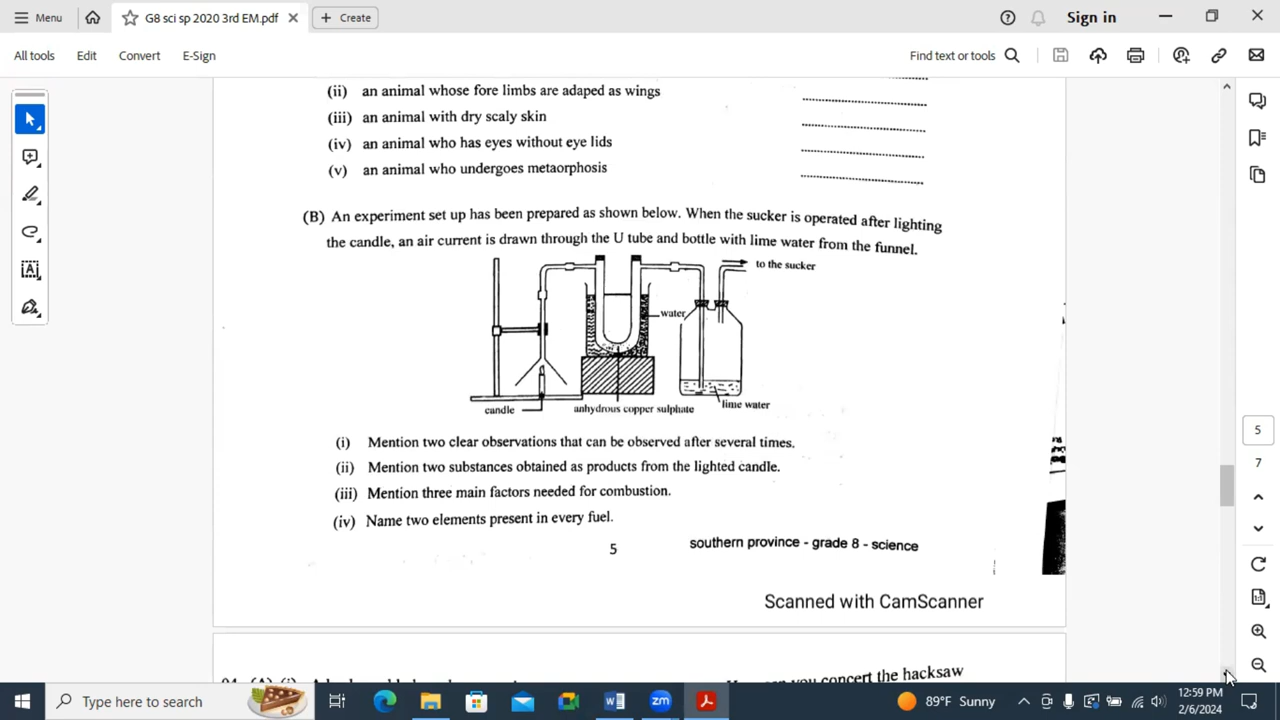 Menu
G8 sci sp 2020 3rd EM.pdf
Create
Sign in
All tools
Edit
Convert
E-Sign
Find text or tools
(ii) an animal whose fore limbs are adaped as wings
(iii) an animal with dry scaly skin
(iv) an animal who has eyes without eye lids
(v) an animal who undergoes metaorphosis
(B) An experiment set up has been prepared as shown below. When the sucker is operated after lighting
the candle, an air current is drawn through the U tube and bottle with lime water from the funnel.
to the sucker
water
candle
anhydrous copper sulphate
lime water
(i) Mention two clear observations that can be observed after several times.
(ii) Mention two substances obtained as products from the lighted candle.
(iii) Mention three main factors needed for combustion.
(iv) Name two elements present in every fuel.
5
southern province - grade 8 - science
Scanned with CamScanner
you concert the hacksaw
5
7
Type here to search
89°F Sunny
12:59 PM
2/6/2024